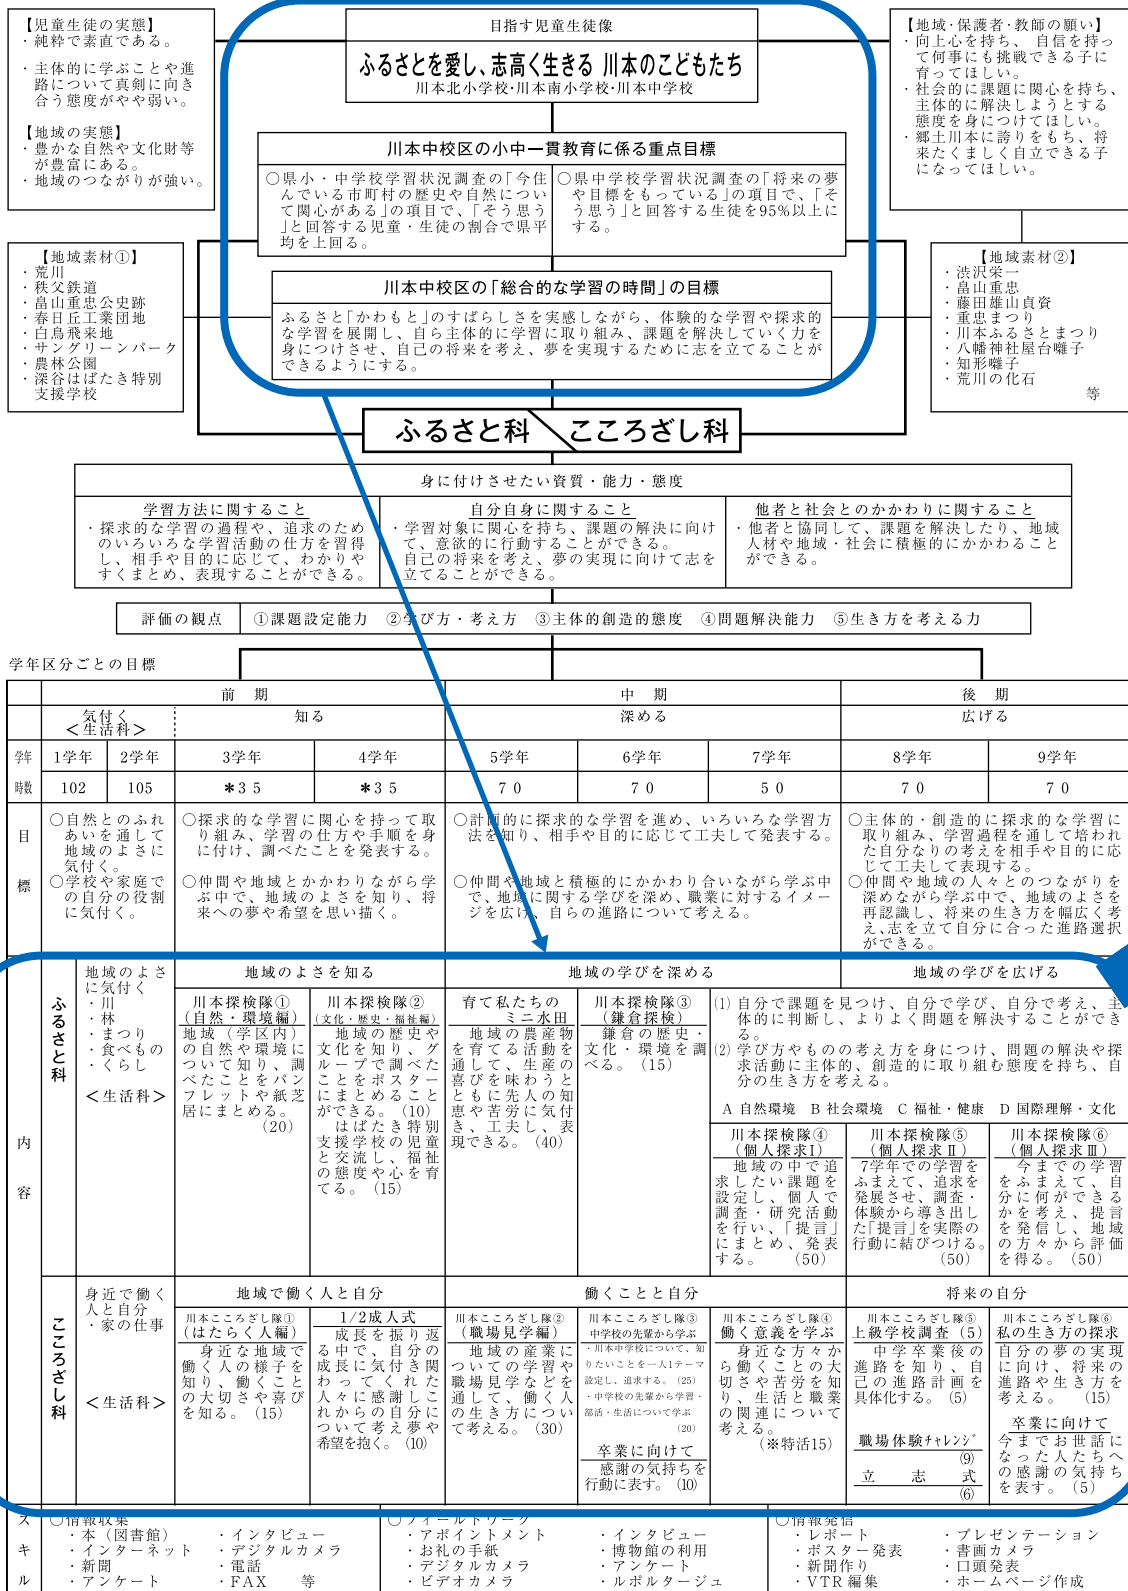 【児童生徒の実態】
・純粋で素直である。
・主体的に学ぶことや進
路について真剣に向き
合う態度がやや弱い。
【地域の実態】
・豊かな自然や文化財等
が豊富にある。
・地域のつながりが強い。
目指す児童生徒像
ふるさとを愛し、志高く生きる 川本のこどもたち
川本北小学校・川本南小学校・川本中学校
【地域・保護者・教師の願い】
・向上心を持ち、 自信を持っ
て何事にも挑戦できる子に
育ってほしい。
・社会的に課題に関心を持ち、
主体的に解決しようとする
態度を身につけてほしい。
・郷土川本に誇りをもち、将
来たくましく自立できる子
になってほしい。
川本中校区の小中一貫教育に係る重点目標
○県小・中学校学習状況調査の「今住
んでいる市町村の歴史や自然につい
て関心がある」の項目で、「そう思う
」と回答する児童・生徒の割合で県平
均を上回る。
○県中学校学習状況調査の「将来の夢
や目標をもっている」の項目で、「そ
う思う」と回答する生徒を95%以上に
する。
【地域素材①】
・荒川
・秩父鉄道
・畠山重忠公史跡
・春日丘工業団地
・白鳥飛来地
・サングリーンパーク
・農林公園
・深谷はばたき特別
支援学校
川本中校区の「総合的な学習の時間」の目標
ふるさと「かわもと」のすばらしさを実感しながら、体験的な学習や探求的
な学習を展開し、自ら主体的に学習に取り組み、課題を解決していく力を
身につけさせ、自己の将来を考え、夢を実現するために志を立てることが
できるようにする。
【地域素材②】
・渋沢栄一
・畠山重忠
・藤田雄山貞資
・重忠まつり
・川本ふるさとまつり
・八幡神社屋台囃子
・知形囃子
・荒川の化石
等
ふるさと科 こころざし科
身に付けさせたい資質・能力・態度
学習方法に関すること
・探求的な学習の過程や、追求のため
のいろいろな学習活動の仕方を習得
し、相手や目的に応じて、わかりや
すくまとめ、表現することができる。
自分自身に関すること
・学習対象に関心を持ち、課題の解決に向け
て、意欲的に行動することができる。
自己の将来を考え、夢の実現に向けて志を
立てることができる。
他者と社会とのかかわりに関すること
・他者と協同して、課題を解決したり、地域
人材や地域・社会に積極的にかかわること
ができる。
評価の観点 ①課題設定能力 ②学び方・考え方 ③主体的創造的態度 ④問題解決能力 ⑤生き方を考える力
学年区分ごとの目標
前 期 中 期 後 期
気付く
<生活科>
知る 深める 広げる
学年 1学年 2学年 3学年 4学年 5学年 6学年 7学年 8学年 9学年
時数 102 105 *35 *35 70 70 50 70 70
目標
○自然とのふれ
あいを通して
地域のよさに
気付く。
○学校や家庭で
の自分の役割
に気付く。
○探求的な学習に関心を持って取
り組み、学習の仕方や手順を身
に付け、調べたことを発表する。
○仲間や地域とかかわりながら学
ぶ中で、地域のよさを知り、将
来への夢や希望を思い描く。
○計画的に探求的な学習を進め、いろいろな学習方
法を知り、相手や目的に応じて工夫して発表する。
○仲間や地域と積極的にかかわり合いながら学ぶ中
で、地域に関する学びを深め、職業に対するイメー
ジを広げ、自らの進路について考える。
○主体的・創造的に探求的な学習に
取り組み、学習過程を通して培われ
た自分なりの考えを相手や目的に応
じて工夫して表現する。
○仲間や地域の人々とのつながりを
深めながら学ぶ中で、地域のよさを
再認識し、将来の生き方を幅広く考
え、志を立て自分に合った進路選択
ができる。
内容
ふるさと科
地域のよさ
に気付く
・川
・林
・まつり
・食べもの
・くらし
<生活科>
地域のよさを知る
川本探検隊①
(自然・環境編)
地域（学区内）
の自然や環境に
ついて知り、調
べたことをパン
フレットや紙芝
居にまとめる。
(20)
川本探検隊②
(文化・歴史・福祉編)
地域の歴史や
文化を知り、グ
ループで調べた
ことをポスター
にまとめること
ができる。(10)
はばたき特別
支援学校の児童
と交流し、福祉
の態度や心を育
てる。(15)
地域の学びを深める
育て私たちの
ミニ水田
地域の農産物
を育てる活動を
通して、生産の
喜びを味わうと
ともに先人の知
恵や苦労に気付
き、工夫し、表
現できる。(40)
川本探検隊③
(鎌倉探検)
鎌倉の歴史・
文化・環境を調
べる。(15)
地域の学びを広げる
(1) 自分で課題を見つけ、自分で学び、自分で考え、主
体的に判断し、よりよく問題を解決することができ
る。
(2) 学び方やものの考え方を身につけ、問題の解決や探
求活動に主体的、創造的に取り組む態度を持ち、自
分の生き方を考える。
A 自然環境 B 社会環境 C 福祉・健康 D 国際理解・文化
川本探検隊④
(個人探求Ⅰ)
地域の中で追
求したい課題を
設定し、個人で
調査・研究活動
を行い、「提言」
にまとめ、発表
する。 (50)
川本探検隊⑤
(個人探求Ⅱ)
7学年での学習を
ふまえて、追求を
発展させ、調査・
体験から導き出し
た「提言」を実際の
行動に結びつける。
(50)
川本探検隊⑥
(個人探求Ⅲ)
今までの学習
をふまえて、自
分に何ができる
かを考え、提言
を発信し、地域
の方々から評価
を得る。(50)
こころざし科
身近で働く
人と自分
・家の仕事
<生活科>
地域で働く人と自分
川本こころざし隊①
(はたらく人編)
身近な地域で
働く人の様子を
知り、働くこと
の大切さや喜び
を知る。(15)
1/2成人式
成長を振り返
る中で、自分の
成長に気付き関
わってくれた
人々に感謝しこ
れからの自分に
ついて考え夢や
希望を抱く。(10)
働くことと自分
川本こころざし隊②
(職場見学編)
地域の産業に
ついての学習や
職場見学などを
通して、働く人
の生き方につい
て考える。(30)
川本こころざし隊③
中学校の先輩から学ぶ
・川本中学校について、知
りたいことを一人1テーマ
設定し、追求する。(25)
・中学校の先輩から学習・
部活・生活について学ぶ
(20)
卒業に向けて
感謝の気持ちを
行動に表す。(10)
川本こころざし隊④
働く意義を学ぶ
身近な方々か
ら働くことの大
切さや苦労を知
り、生活と職業
の関連について
考える。
(※特活15)
将来の自分
川本こころざし隊⑤
上級学校調査(5)
中学卒業後の
進路を知り、自
己の進路計画を
具体化する。(5)
職場体験ﾁｬﾚﾝｼﾞ
(9)
立 志 式
(6)
川本こころざし隊⑥
私の生き方の探求
自分の夢の実現
に向け、将来の
進路や生き方を
考える。 (15)
卒業に向けて
今までお世話に
なった人たちへ
の感謝の気持ち
を表す。(5)
スキル
○情報収集
・本（図書館） ・インタビュー
・インターネット ・デジタルカメラ
・新聞 ・電話
・アンケート ・FAX 等
○フィールドワーク
・アポイントメント ・インタビュー
・お礼の手紙 ・博物館の利用
・デジタルカメラ ・アンケート
・ビデオカメラ ・ルポルタージュ
○情報発信
・レポート ・プレゼンテーション
・ポスター発表 ・書画カメラ
・新聞作り ・口頭発表
・VTR編集 ・ホームページ作成